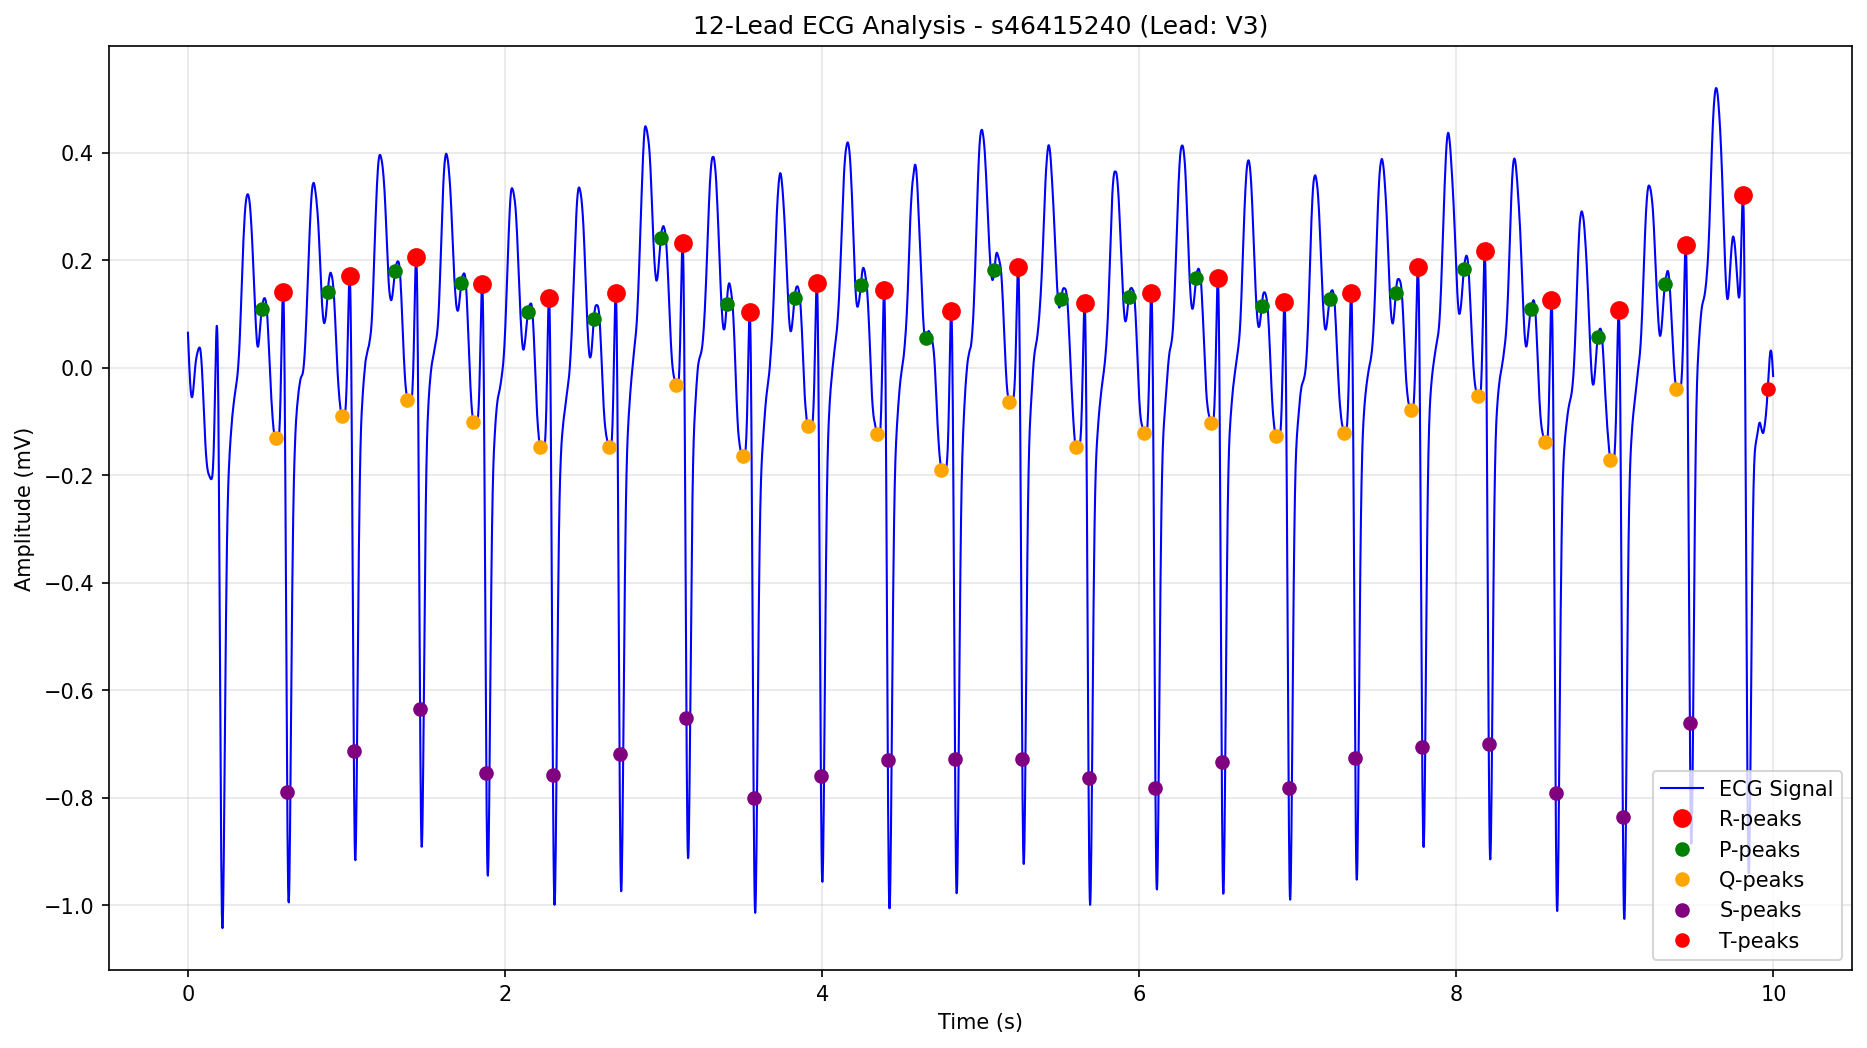 12-Lead ECG Analysis - s46415240 (Lead: V3)
Amplitude (mV)
0.4
0.2
0.0
−0.2
−0.4
−0.6
−0.8
−1.0
0 2 4 6 8 10
Time (s)
ECG Signal
R-peaks
P-peaks
Q-peaks
S-peaks
T-peaks